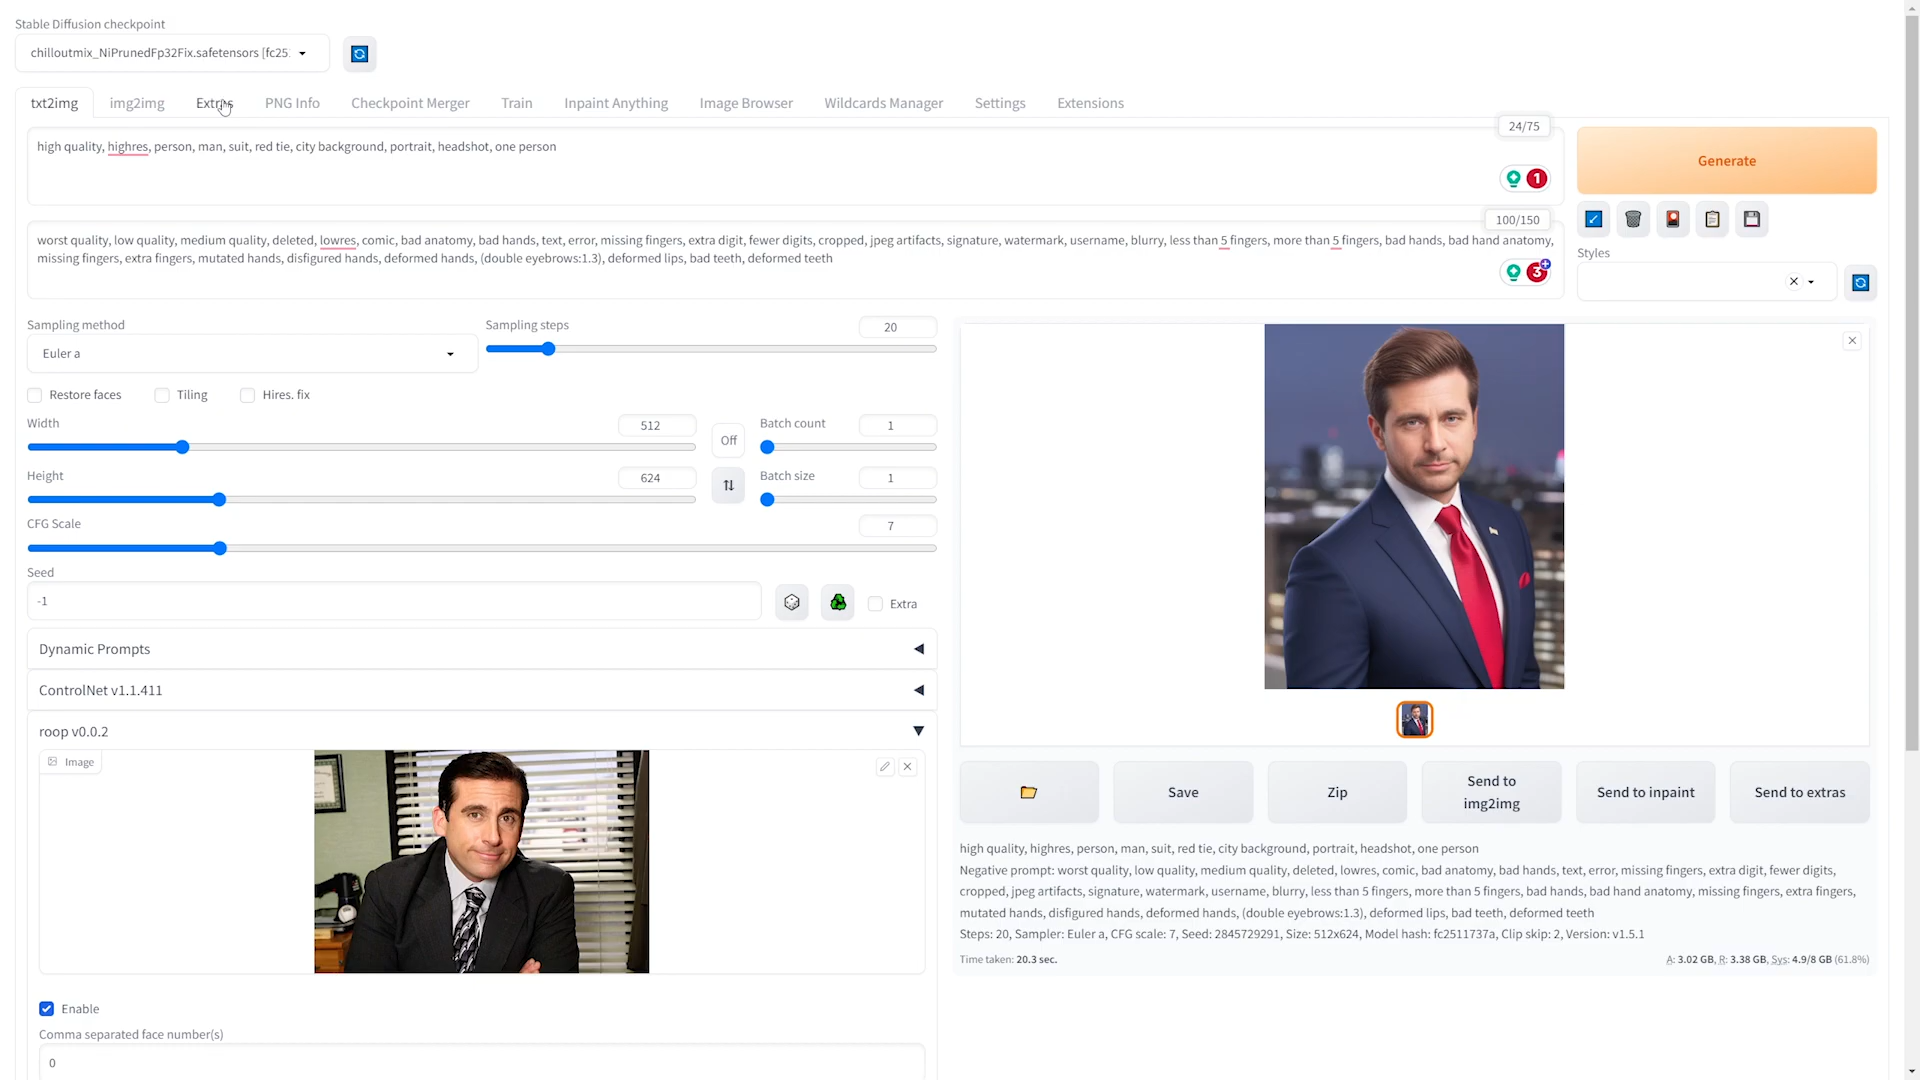 Stable Diffusion checkpoint
chilloutmix_NiPrunedFp32Fix.safetensors [fc25
txt2img img2img Extras PNG Info Checkpoint Merger Train Inpaint Anything Image Browser Wildcards Manager Settings Extensions
24/75
high quality, highres, person, man, suit, red tie, city background, portrait, headshot, one person
1
Generate
100/150
worst quality, low quality, medium quality, deleted, lowres, comic, bad anatomy, bad hands, text, error, missing fingers, extra digit, fewer digits, cropped, jpeg artifacts, signature, watermark, username, blurry, less than 5 fingers, more than 5 fingers, bad hands, bad hand anatomy,
missing fingers, extra fingers, mutated hands, disfigured hands, deformed hands, (double eyebrows:1.3), deformed lips, bad teeth, deformed teeth
3
Styles
Sampling method
Euler a
Sampling steps
20
Restore faces Tiling Hires. fix
Width
512
Off
Batch count
1
Height
624
Batch size
1
CFG Scale
7
Seed
-1
Extra
Dynamic Prompts
ControlNet v1.1.411
roop v0.0.2
Image
Enable
Comma separated face number(s)
0
Save
Zip
Send to
img2img
Send to inpaint
Send to extras
high quality, highres, person, man, suit, red tie, city background, portrait, headshot, one person
Negative prompt: worst quality, low quality, medium quality, deleted, lowres, comic, bad anatomy, bad hands, text, error, missing fingers, extra digit, fewer digits,
cropped, jpeg artifacts, signature, watermark, username, blurry, less than 5 fingers, more than 5 fingers, bad hands, bad hand anatomy, missing fingers, extra fingers,
mutated hands, disfigured hands, deformed hands, (double eyebrows:1.3), deformed lips, bad teeth, deformed teeth
Steps: 20, Sampler: Euler a, CFG scale: 7, Seed: 2845729291, Size: 512x624, Model hash: fc2511737a, Clip skip: 2, Version: v1.5.1
Time taken: 20.3 sec.
A: 3.02 GB, R: 3.38 GB, Sys: 4.9/8 GB (61.8%)